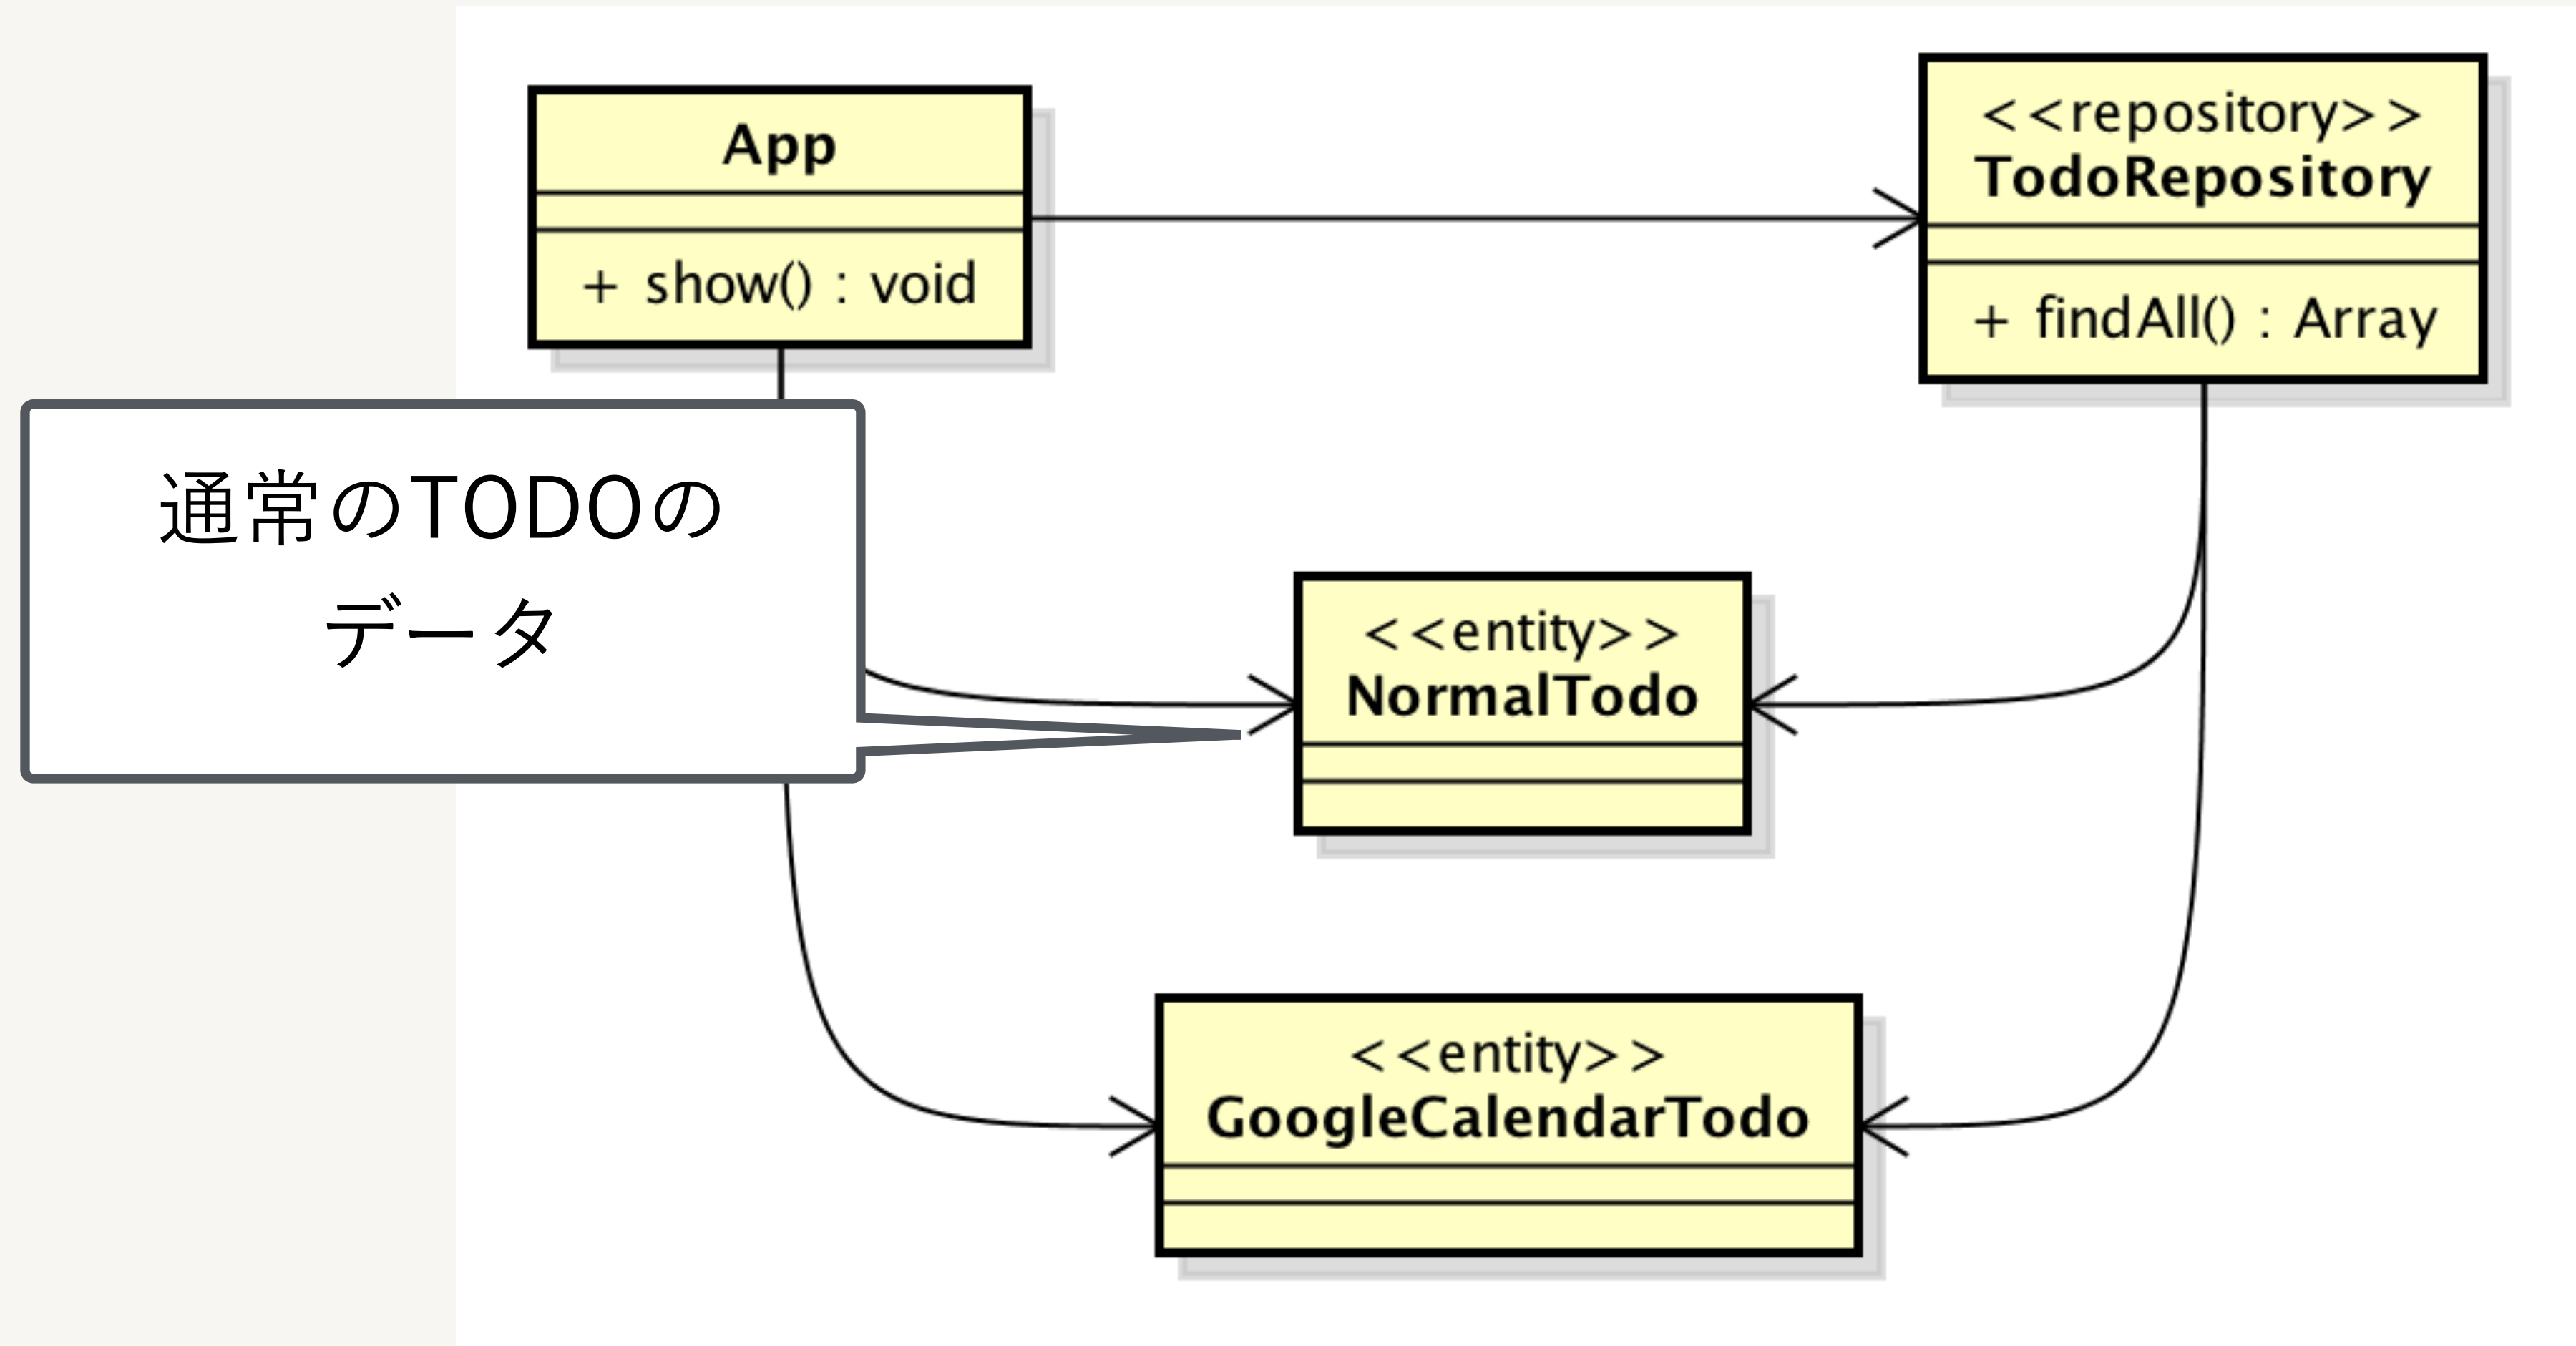 App
+ show() : void
<<repository>>
TodoRepository
+ findAll() : Array
通常のTODOの
データ
<<entity>>
NormalTodo
<<entity>>
GoogleCalendarTodo